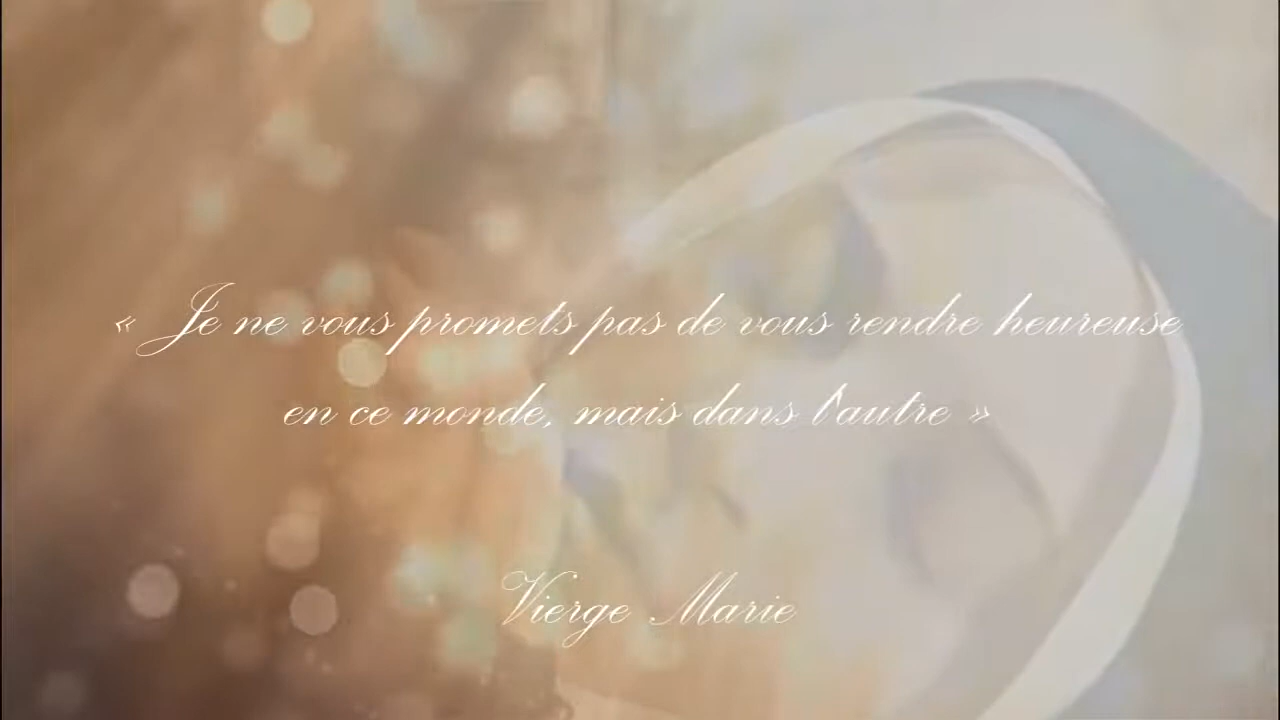 « Je ne vous promets pas de vous rendre heureuse
en ce monde, mais dans l'autre »
Vierge Marie